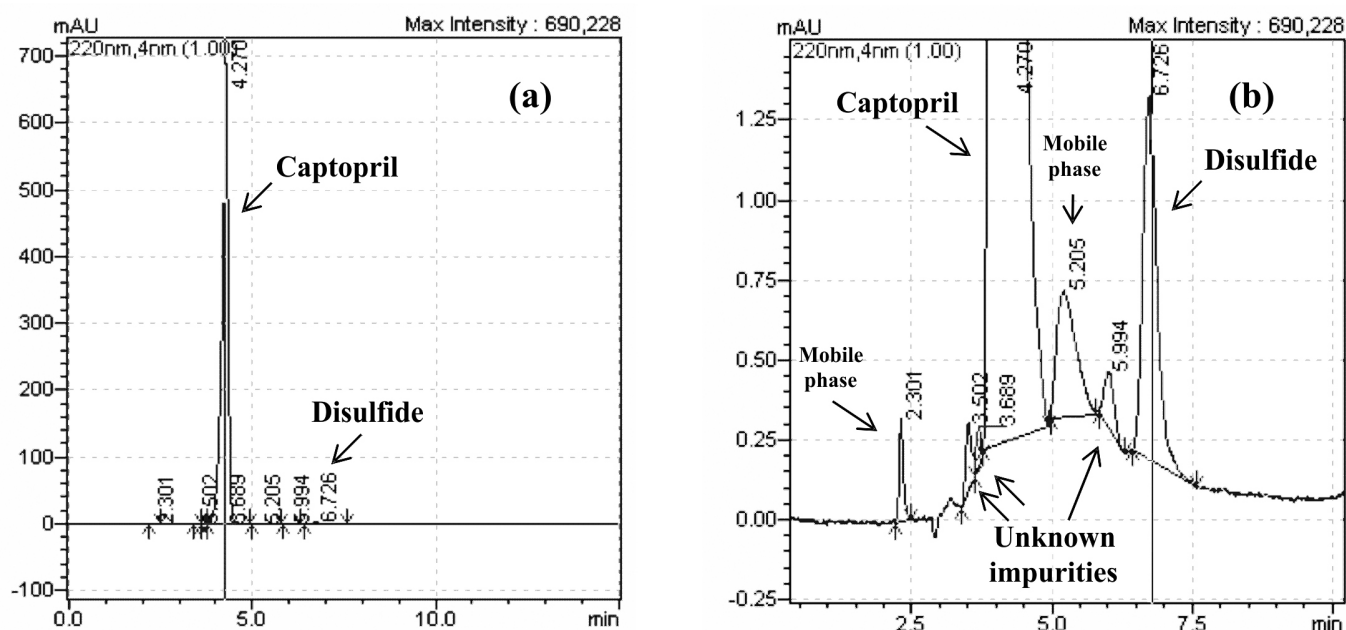 mAU
Max Intensity : 690,228
220nm,4nm (1.00)
700
600
500
400
300
200
100
0
-100
0.0
5.0
10.0
min
4.270
(a)
Captopril
Disulfide
2.301
3.502
3.689
5.205
5.994
6.726
mAU
Max Intensity : 690,228
220nm,4nm (1.00)
1.25
1.00
0.75
0.50
0.25
0.00
-0.25
2.5
5.0
7.5
min
4.270
6.726
(b)
Captopril
Mobile
phase
Disulfide
5.205
5.994
Mobile
phase
2.301
3.502
3.689
Unknown
impurities